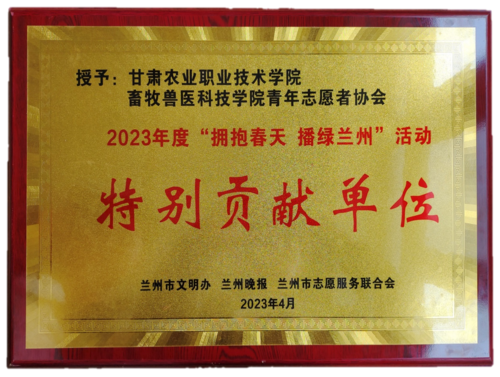 授予：甘肃农业职业技术学院
畜牧兽医科技学院青年志愿者协会
2023年度“拥抱春天 播绿兰州”活动
特别贡献单位
兰州市文明办 兰州晚报 兰州市志愿服务联合会
2023年4月